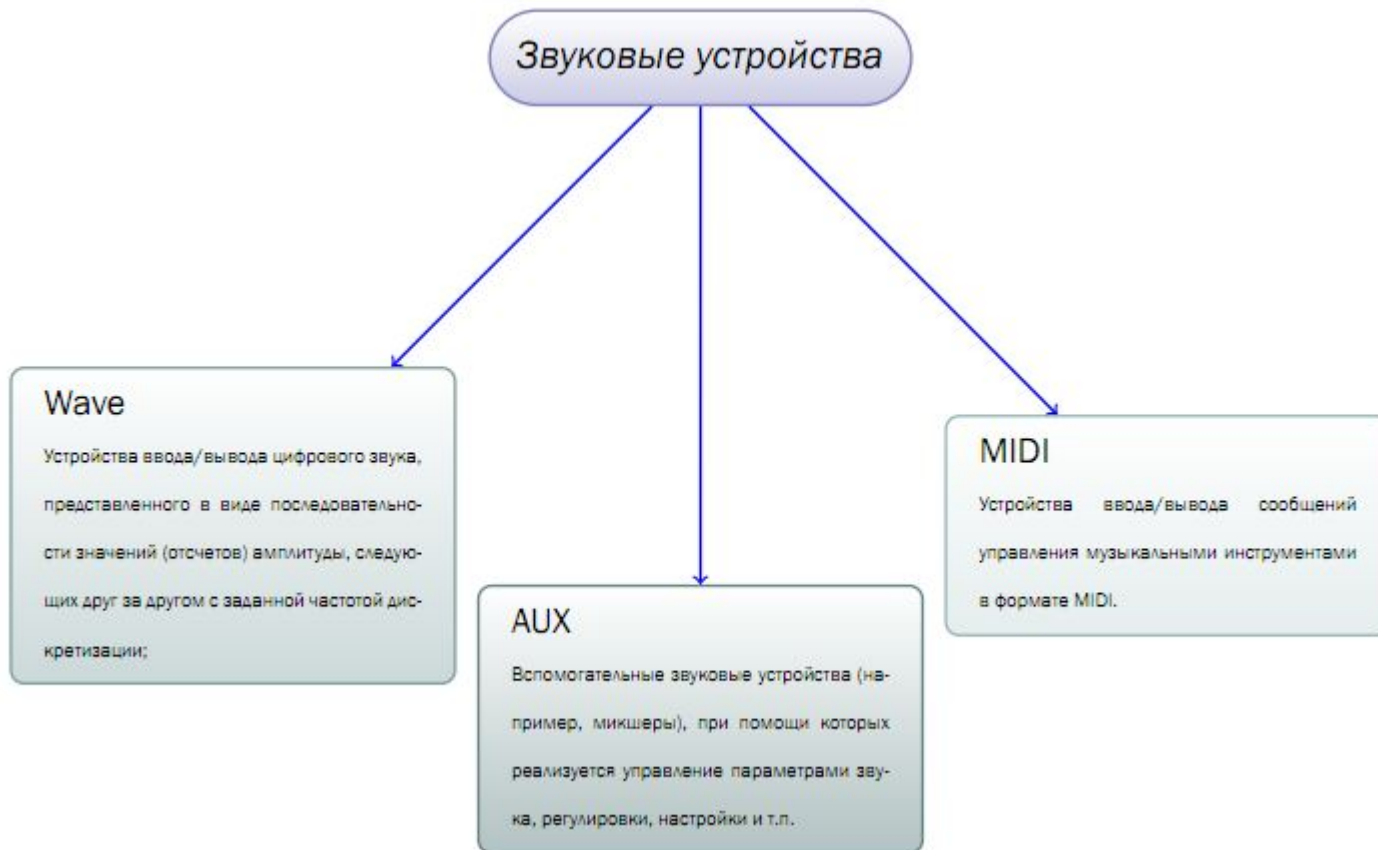 Звуковые устройства
Wave
Устройства ввода/вывода цифрового звука,
представленного в виде последовательно-
сти значений (отсчетов) амплитуды, следую-
щих друг за другом с заданной частотой дис-
кретизации;
AUX
Вспомогательные звуковые устройства (на-
пример, микшеры), при помощи которых
реализуется управление параметрами зву-
ка, регулировки, настройки и т.п.
MIDI
Устройства ввода/вывода сообщений
управления музыкальными инструментами
в формате MIDI.